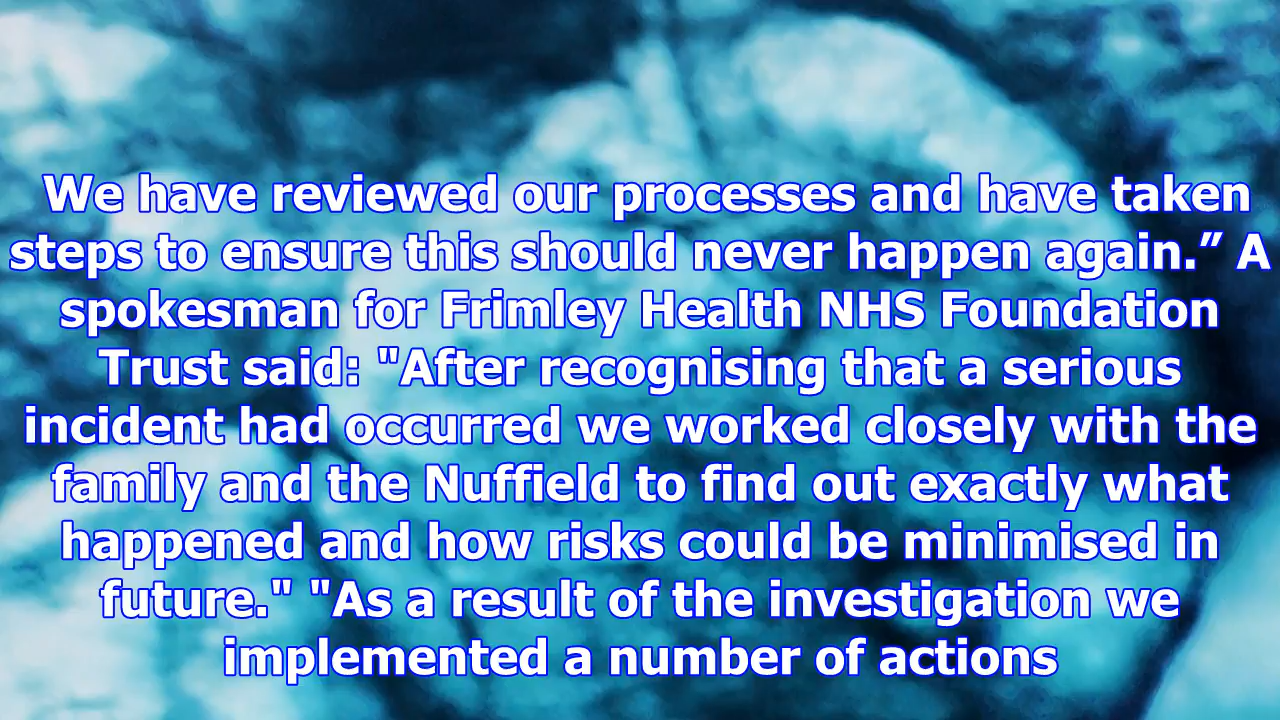 We have reviewed our processes and have taken
steps to ensure this should never happen again.” A
spokesman for Frimley Health NHS Foundation
Trust said: "After recognising that a serious
incident had occurred we worked closely with the
family and the Nuffield to find out exactly what
happened and how risks could be minimised in
future." "As a result of the investigation we
implemented a number of actions